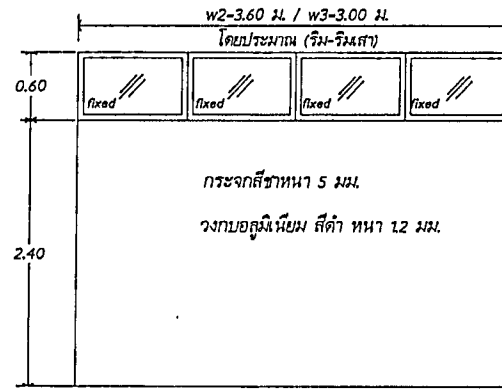 w2-3.60 ม. / w3-3.00 ม.
โดยประมาณ (ริม-ริมเสา)
0.60
fixed fixed fixed fixed
กระจกสีชาหนา 5 มม.
วงกบอลูมิเนียม สีดำ หนา 1.2 มม.
2.40